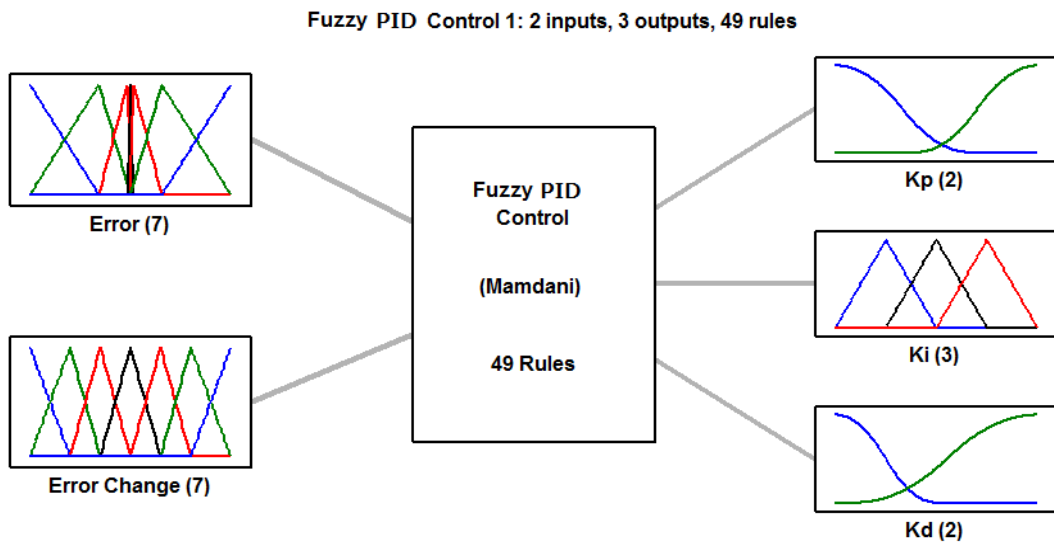 Fuzzy PID Control 1: 2 inputs, 3 outputs, 49 rules
Error (7)
Error Change (7)
Fuzzy PID
Control
(Mamdani)
49 Rules
Kp (2)
Ki (3)
Kd (2)